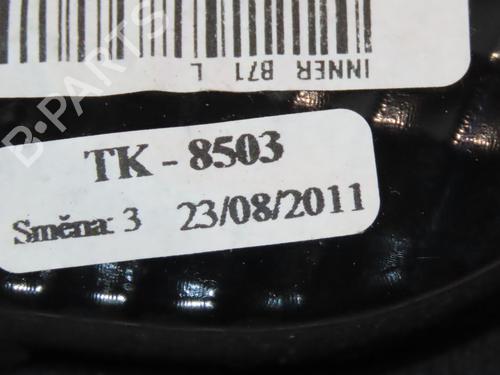 INNER B71 L
B-PARTS
TK - 8503
Směna: 3 23/08/2011